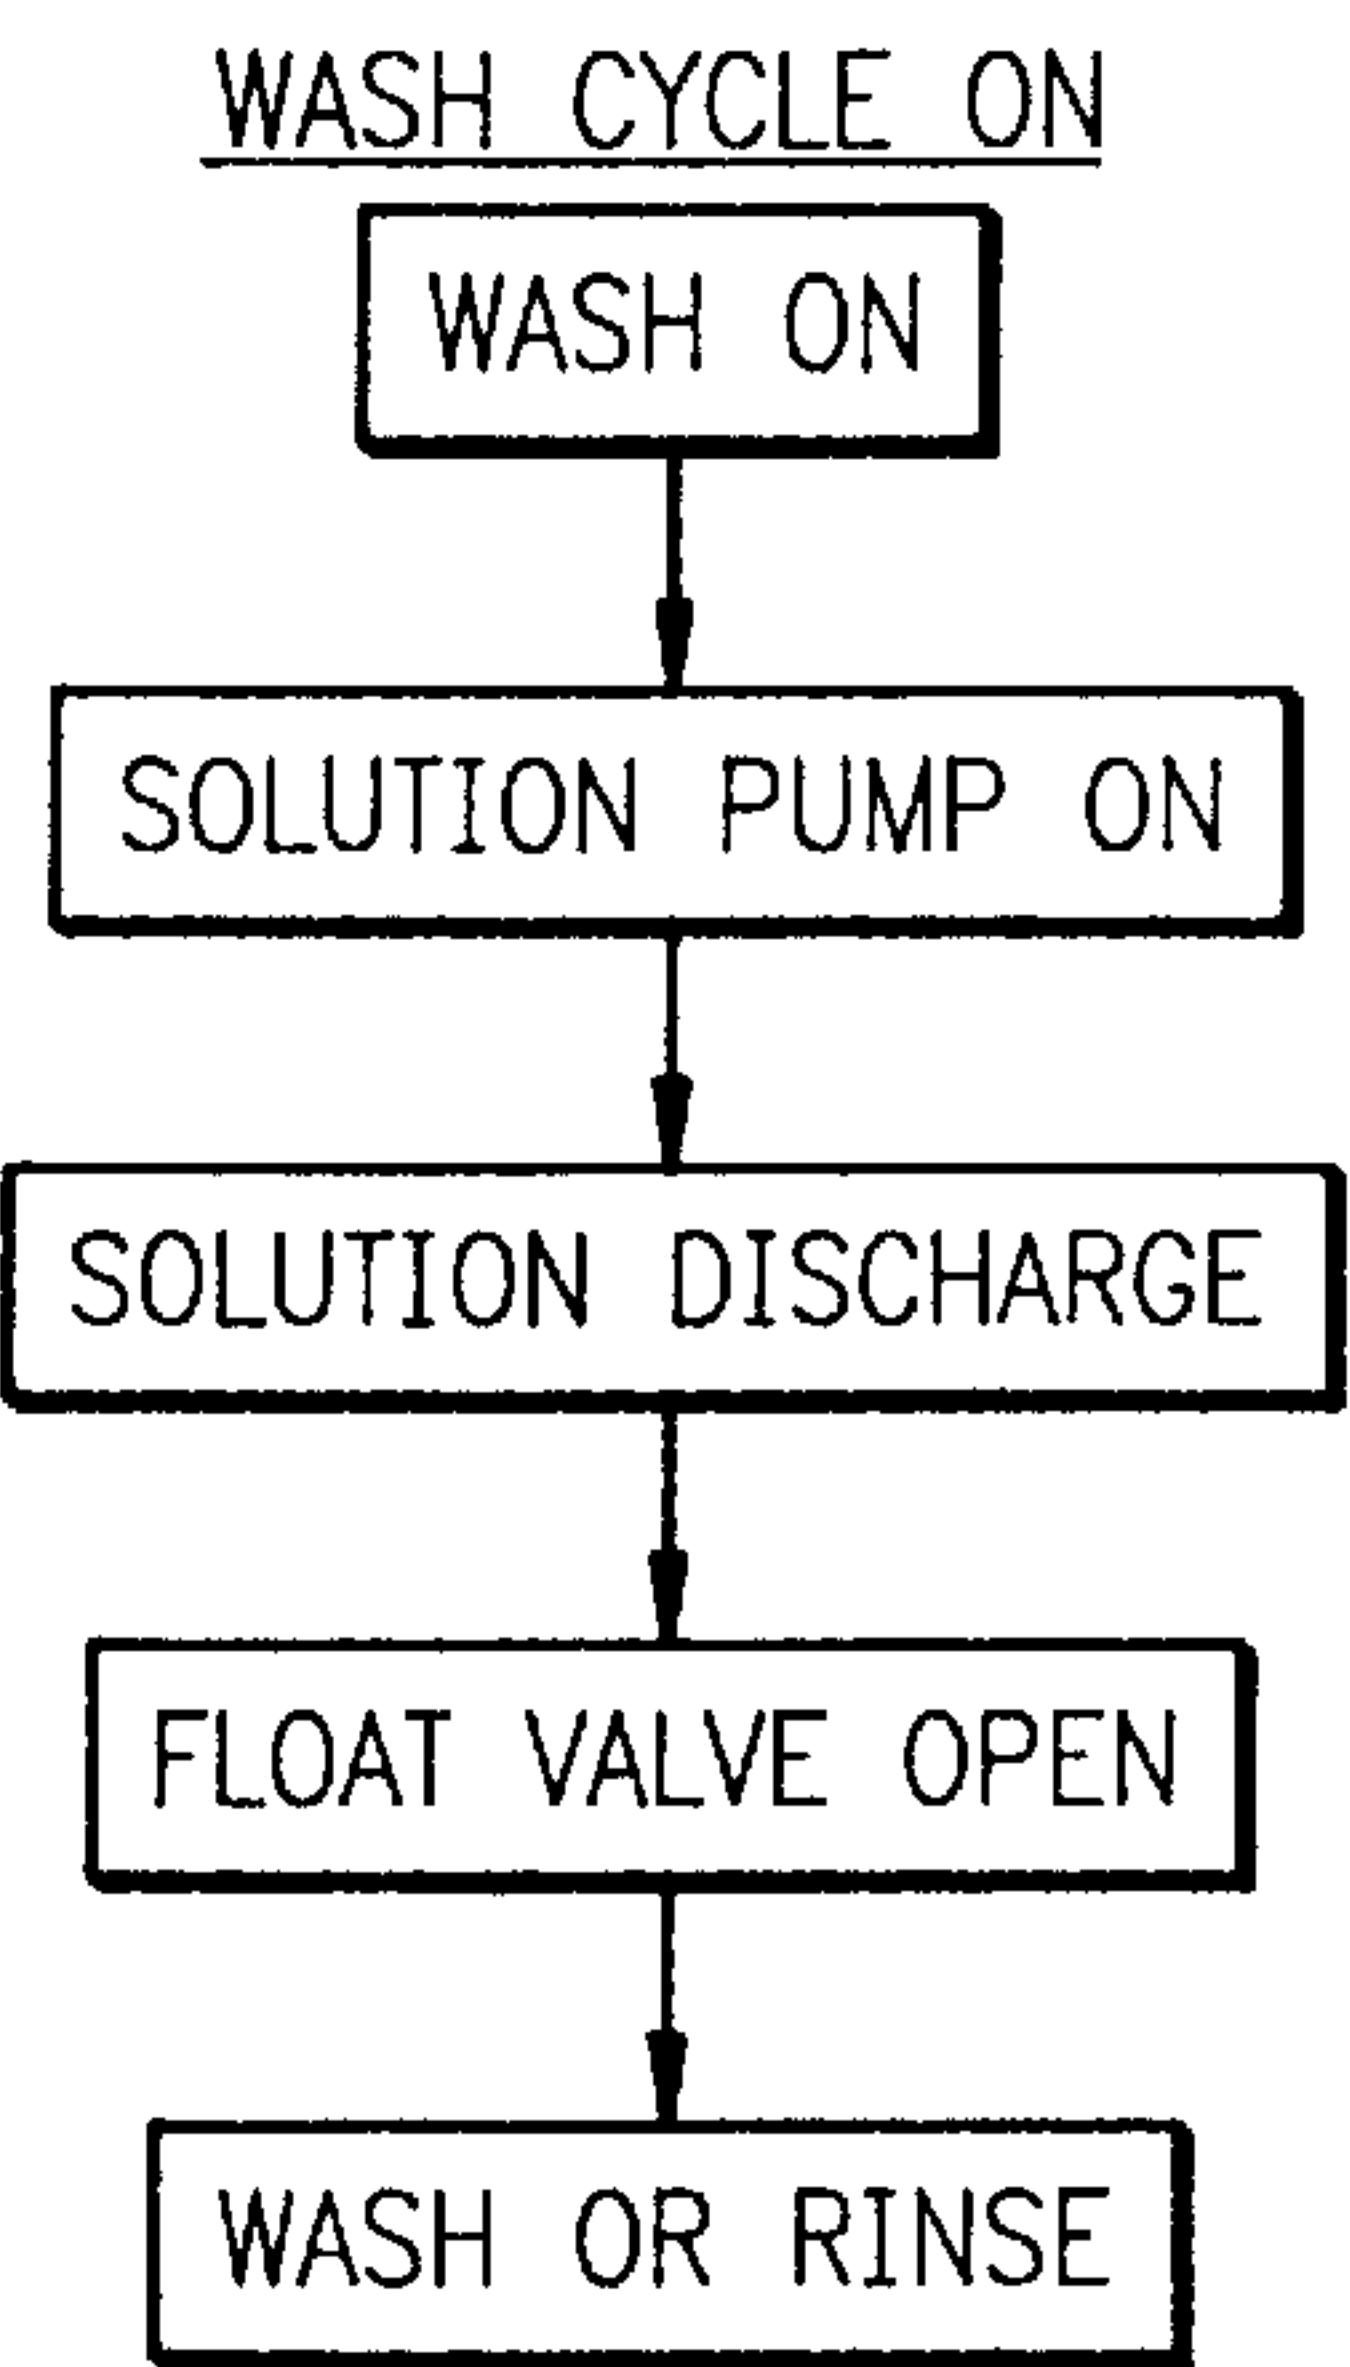 WASH CYCLE ON
WASH ON
SOLUTION PUMP ON
SOLUTION DISCHARGE
FLOAT VALVE OPEN
WASH OR RINSE